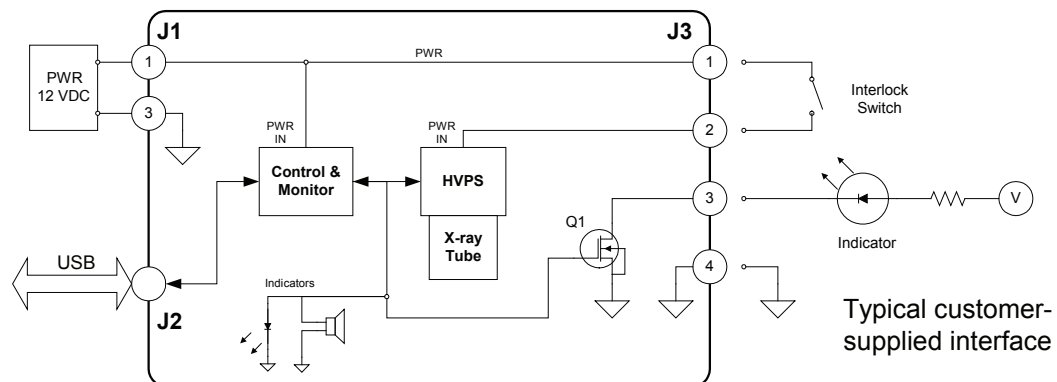 J1
J3
PWR
12 VDC
1
3
PWR
PWR
IN
PWR
IN
Control &
Monitor
HVPS
X-ray
Tube
1
2
3
4
Interlock
Switch
Q1
V
Indicator
USB
J2
Indicators
Typical customer-
supplied interface